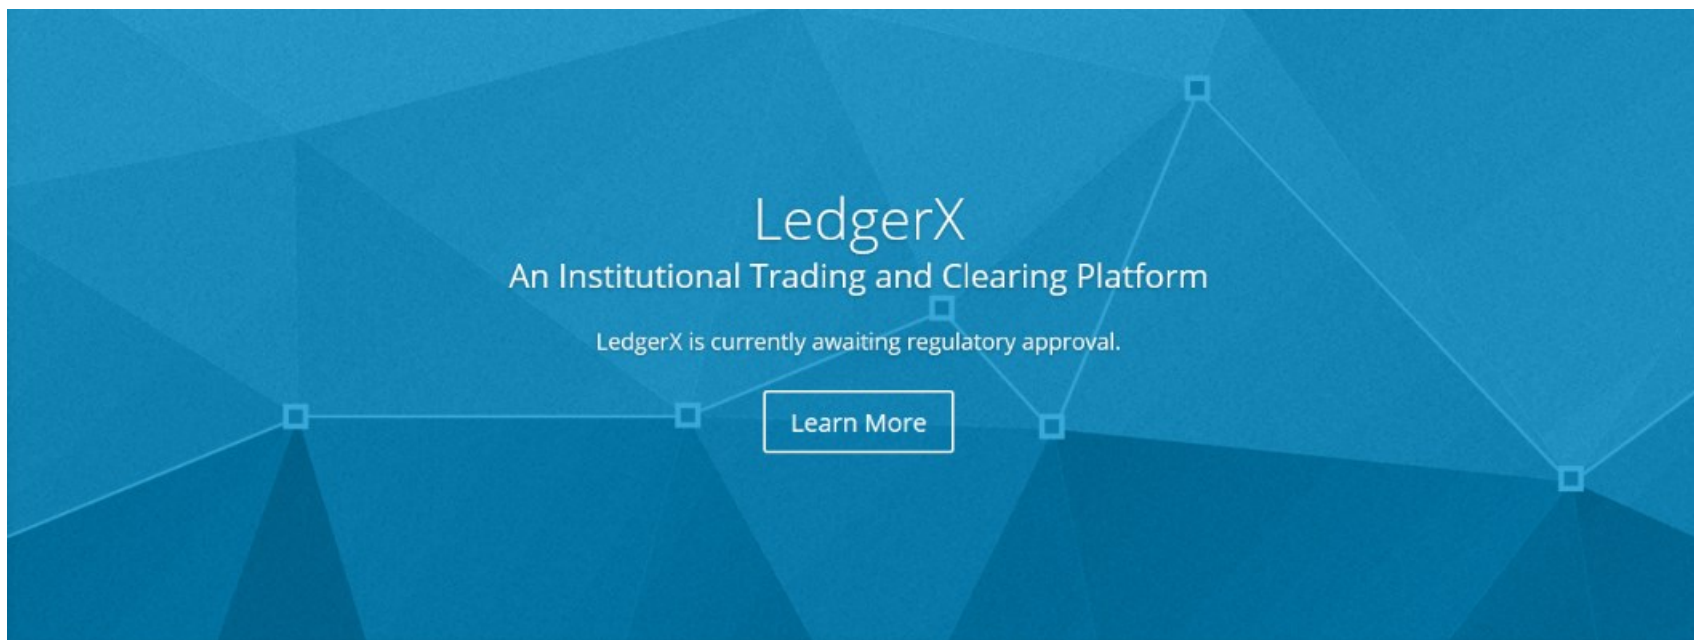 LedgerX
An Institutional Trading and Clearing Platform
LedgerX is currently awaiting regulatory approval.
Learn More